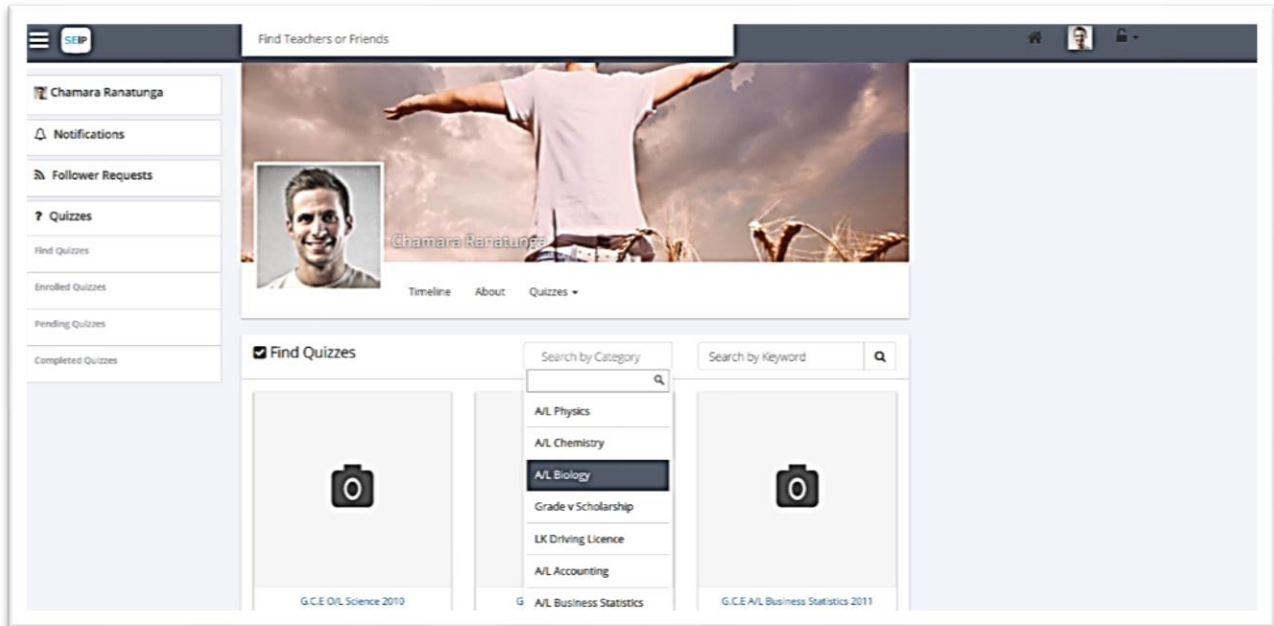 SEIP
Find Teachers or Friends
Chamara Ranatunga
Notifications
Follower Requests
? Quizzes
Find Quizzes
Enrolled Quizzes
Pending Quizzes
Completed Quizzes
Chamara Ranatunga
Timeline About Quizzes
Find Quizzes
Search by Category
Search by Keyword
A/L Physics
A/L Chemistry
A/L Biology
Grade v Scholarship
LK Driving Licence
A/L Accounting
A/L Business Statistics
G.C.E O/L Science 2010
G
G.C.E A/L Business Statistics 2011